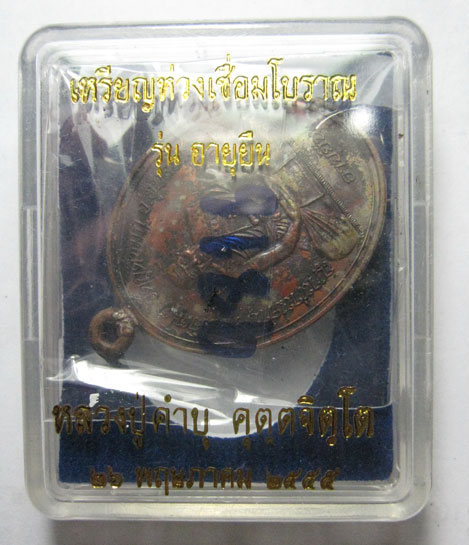 เหรียญห่วงเชื่อมโบราณ
รุ่น อายุยืน
หลวงปู่คำบุ คุตฺตจิตฺโต
๒๖ พฤษภาคม ๒๕๕๕